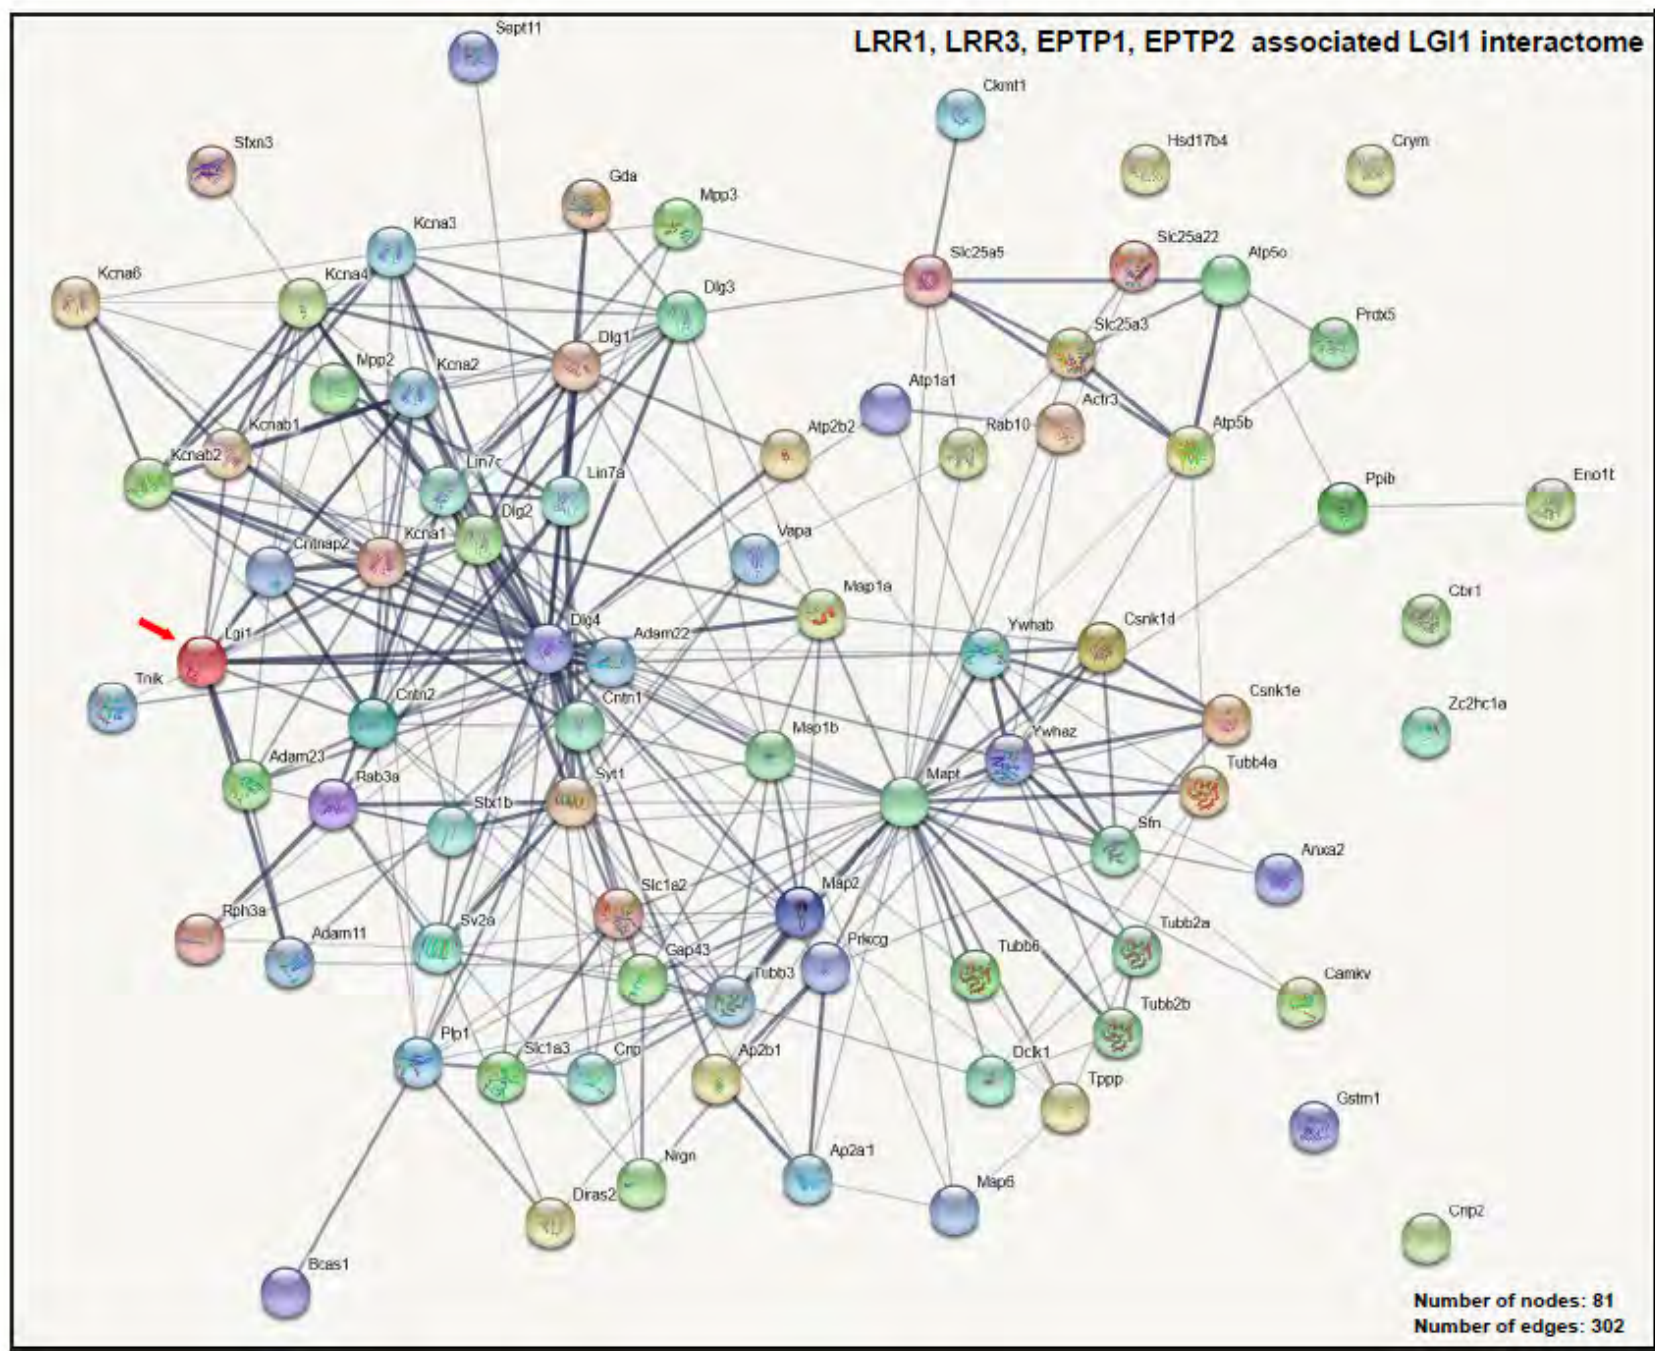 Sept11
LRR1, LRR3, EPTP1, EPTP2 associated LGI1 interactome
Ckmt1
Sfxn3
Hsd17b4
Crym
Gda
Mpp3
Kcna3
Slc25a5
Slc25a22
Atp5o
Kcna6
Kcna4
Dlg3
Prdx5
Slc25a3
Dlg1
Mpp2
Kcna2
Atp1a1
Actr3
Kcnab1
Atp2b2
Rab10
Atp5b
Kcnab2
Lin7c
Lin7a
Ppib
Eno1b
Dlg2
Kcna1
Vapa
Cntnap2
Map1a
Cbr1
Lgi1
Dlg4
Adam22
Ywhab
Csnk1d
Tnik
Cntn2
Cntn1
Csnk1e
Zc2hc1a
Map1b
Ywhaz
Adam23
Rab3a
Syt1
Mapt
Tubb4a
Stx1b
Sfn
Anxa2
Slc1a2
Map2
Rph3a
Adam11
Sv2a
Gap43
Prkcg
Tubb6
Tubb2a
Tubb3
Camkv
Tubb2b
Plp1
Slc1a3
Cnp
Ap2b1
Dclk1
Tppp
Gstm1
Nrgn
Ap2a1
Map6
Diras2
Crip2
Bcas1
Number of nodes: 81
Number of edges: 302